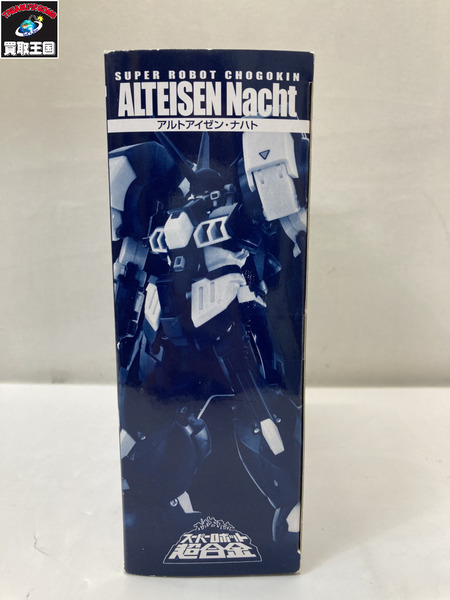 TREASURE KINGDOM
買取王国
SUPER ROBOT CHOGOKIN
ALTEISEN Nacht
アルトアイゼン・ナハト
スーパーロボット
超合金